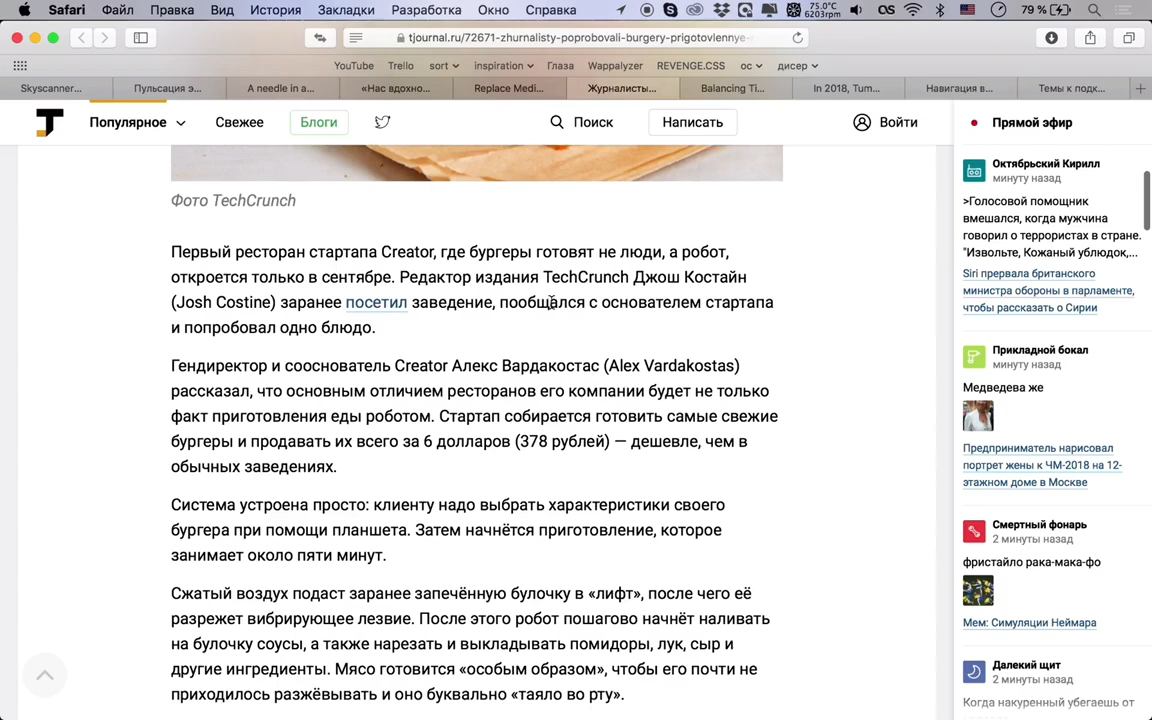 Safari Файл Правка Вид История Закладки Разработка Окно Справка 75.0°C 6203rpm 79 %
tjournal.ru/72671-zhurnalisty-poprobovali-burgery-prigotovlennye-
YouTube Trello sort inspiration Глаза Wappalyzer REVENGE.CSS ос дисер
Skyscanner... Пульсация э... A needle in a... «Нас вдохно... Replace Medi... Журналисты... Balancing Ti... In 2018, Tum... Навигация в... Темы к подк...
Популярное Свежее Блоги Поиск Написать Войти
Фото TechCrunch
Первый ресторан стартапа Creator, где бургеры готовят не люди, а робот,
откроется только в сентябре. Редактор издания TechCrunch Джош Костайн
(Josh Costine) заранее посетил заведение, пообщался с основателем стартапа
и попробовал одно блюдо.
Гендиректор и сооснователь Creator Алекс Вардакостас (Alex Vardakostas)
рассказал, что основным отличием ресторанов его компании будет не только
факт приготовления еды роботом. Стартап собирается готовить самые свежие
бургеры и продавать их всего за 6 долларов (378 рублей) — дешевле, чем в
обычных заведениях.
Система устроена просто: клиенту надо выбрать характеристики своего
бургера при помощи планшета. Затем начнётся приготовление, которое
занимает около пяти минут.
Сжатый воздух подаст заранее запечённую булочку в «лифт», после чего её
разрежет вибрирующее лезвие. После этого робот пошагово начнёт наливать
на булочку соусы, а также нарезать и выкладывать помидоры, лук, сыр и
другие ингредиенты. Мясо готовится «особым образом», чтобы его почти не
приходилось разжёвывать и оно буквально «таяло во рту».
Прямой эфир
Октябрьский Кирилл
минуту назад
>Голосовой помощник
вмешался, когда мужчина
говорил о террористах в стране.
"Извольте, Кожаный ублюдок,...
Siri прервала британского
министра обороны в парламенте,
чтобы рассказать о Сирии
Прикладной бокал
минуту назад
Медведева же
Предприниматель нарисовал
портрет жены к ЧМ-2018 на 12-
этажном доме в Москве
Смертный фонарь
2 минуты назад
фристайло рака-мака-фо
Мем: Симуляции Неймара
Далекий щит
2 минуты назад
Когда накуренный убегаешь от